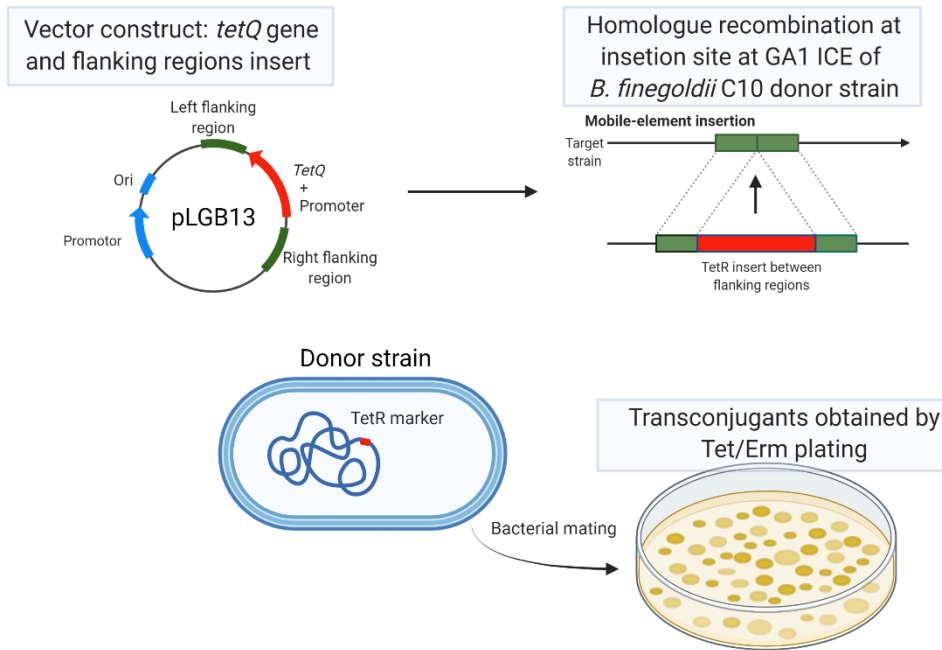 Vector construct: tetQ gene
and flanking regions insert
Homologue recombination at
insetion site at GA1 ICE of
B. finegoldii C10 donor strain
Left flanking
region
Ori
TetQ
+
Promoter
pLGB13
Promotor
Right flanking
region
Mobile-element insertion
Target
strain
TetR insert between
flanking regions
Donor strain
TetR marker
Bacterial mating
Transconjugants obtained by
Tet/Erm plating